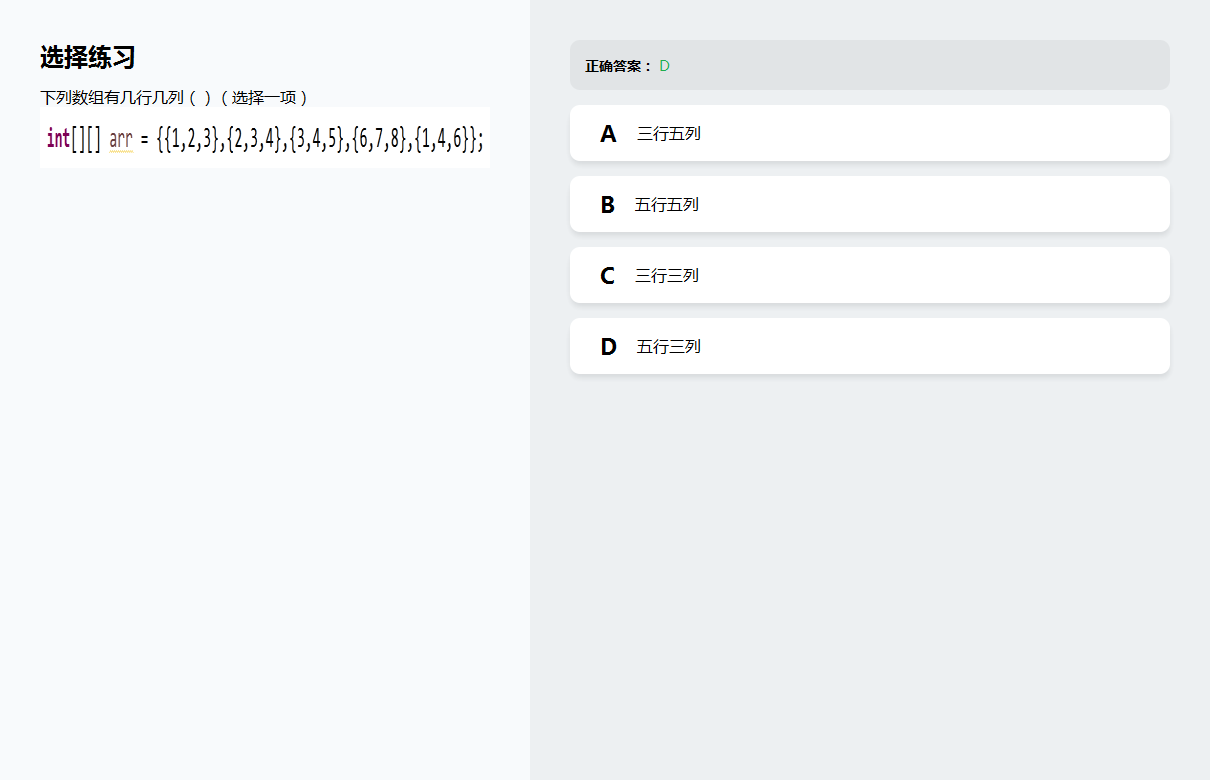 选择练习
下列数组有几行几列（ ）（选择一项）
int[][] arr = {{1,2,3},{2,3,4},{3,4,5},{6,7,8},{1,4,6}};
正确答案： D
A 三行五列
B 五行五列
C 三行三列
D 五行三列